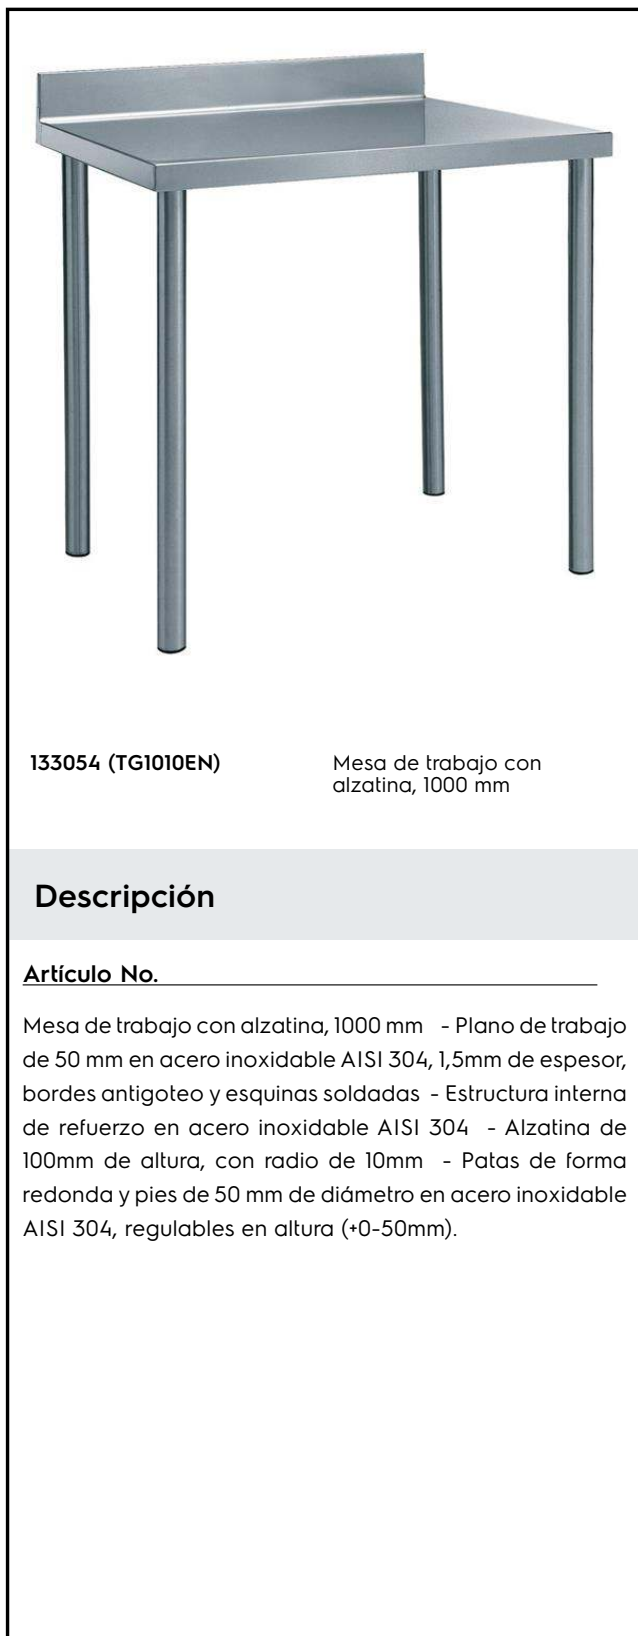 133054 (TG1010EN)
Mesa de trabajo con
alzatina, 1000 mm
Descripción
Artículo No.
Mesa de trabajo con alzatina, 1000 mm - Plano de trabajo
de 50 mm en acero inoxidable AISI 304, 1,5mm de espesor,
bordes antigoteo y esquinas soldadas - Estructura interna
de refuerzo en acero inoxidable AISI 304 - Alzatina de
100mm de altura, con radio de 10mm - Patas de forma
redonda y pies de 50 mm de diámetro en acero inoxidable
AISI 304, regulables en altura (+0-50mm).